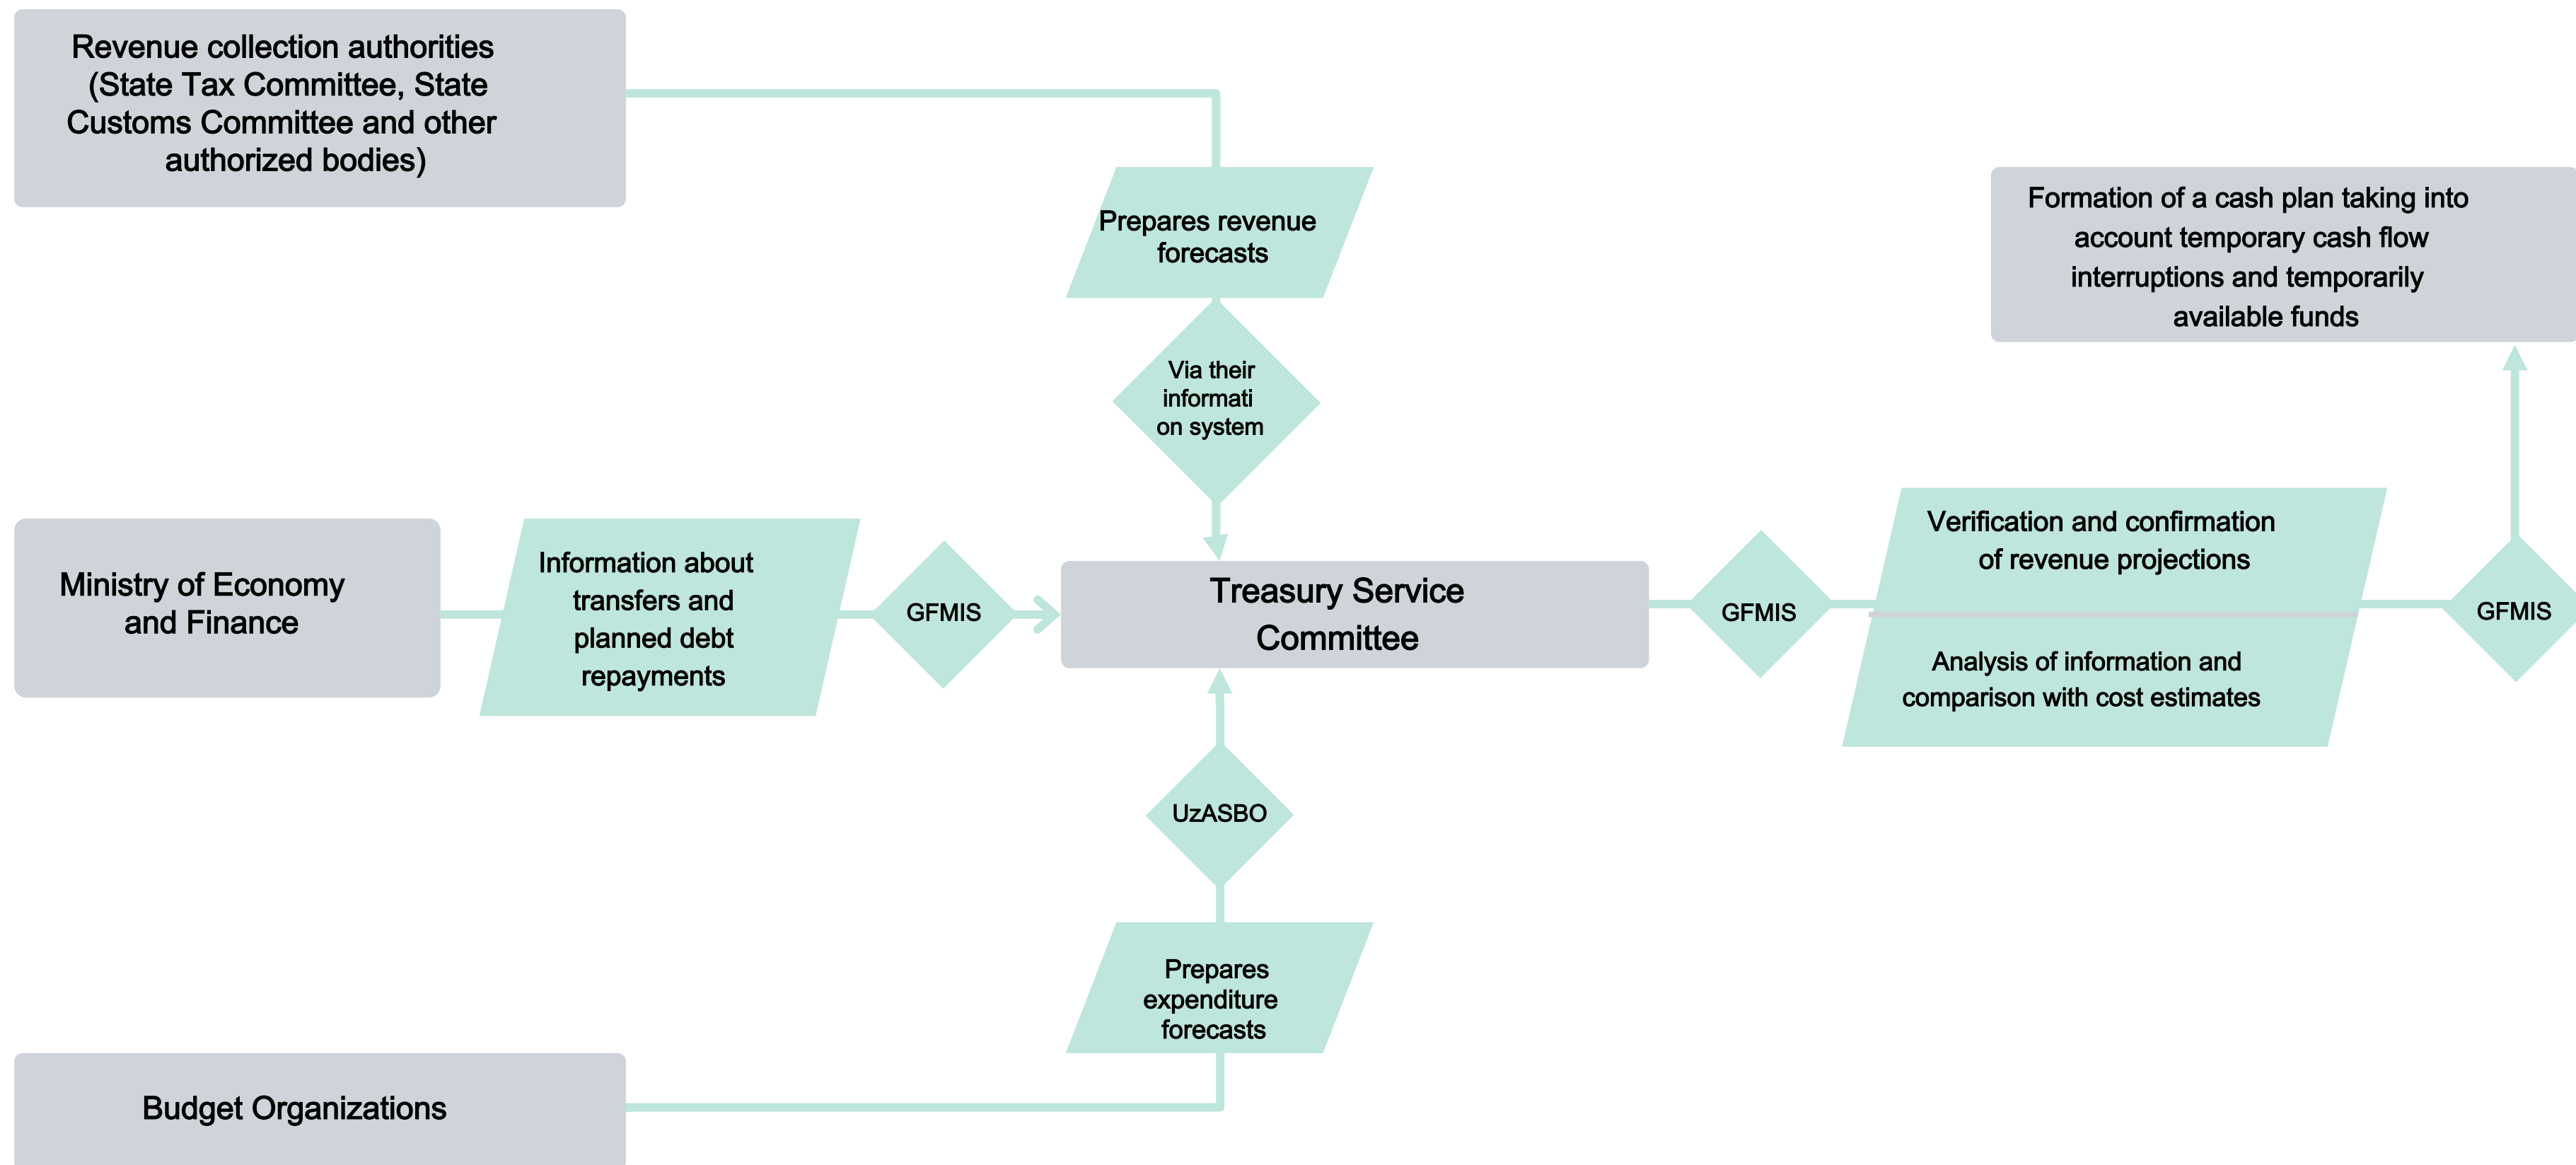 Revenue collection authorities
(State Tax Committee, State
Customs Committee and other
authorized bodies)
Prepares revenue
forecasts
Formation of a cash plan taking into
account temporary cash flow
interruptions and temporarily
available funds
Via their
informati
on system
Ministry of Economy
and Finance
Information about
transfers and
planned debt
repayments
GFMIS
Treasury Service
Committee
GFMIS
Verification and confirmation
of revenue projections
Analysis of information and
comparison with cost estimates
GFMIS
UzASBO
Prepares
expenditure
forecasts
Budget Organizations